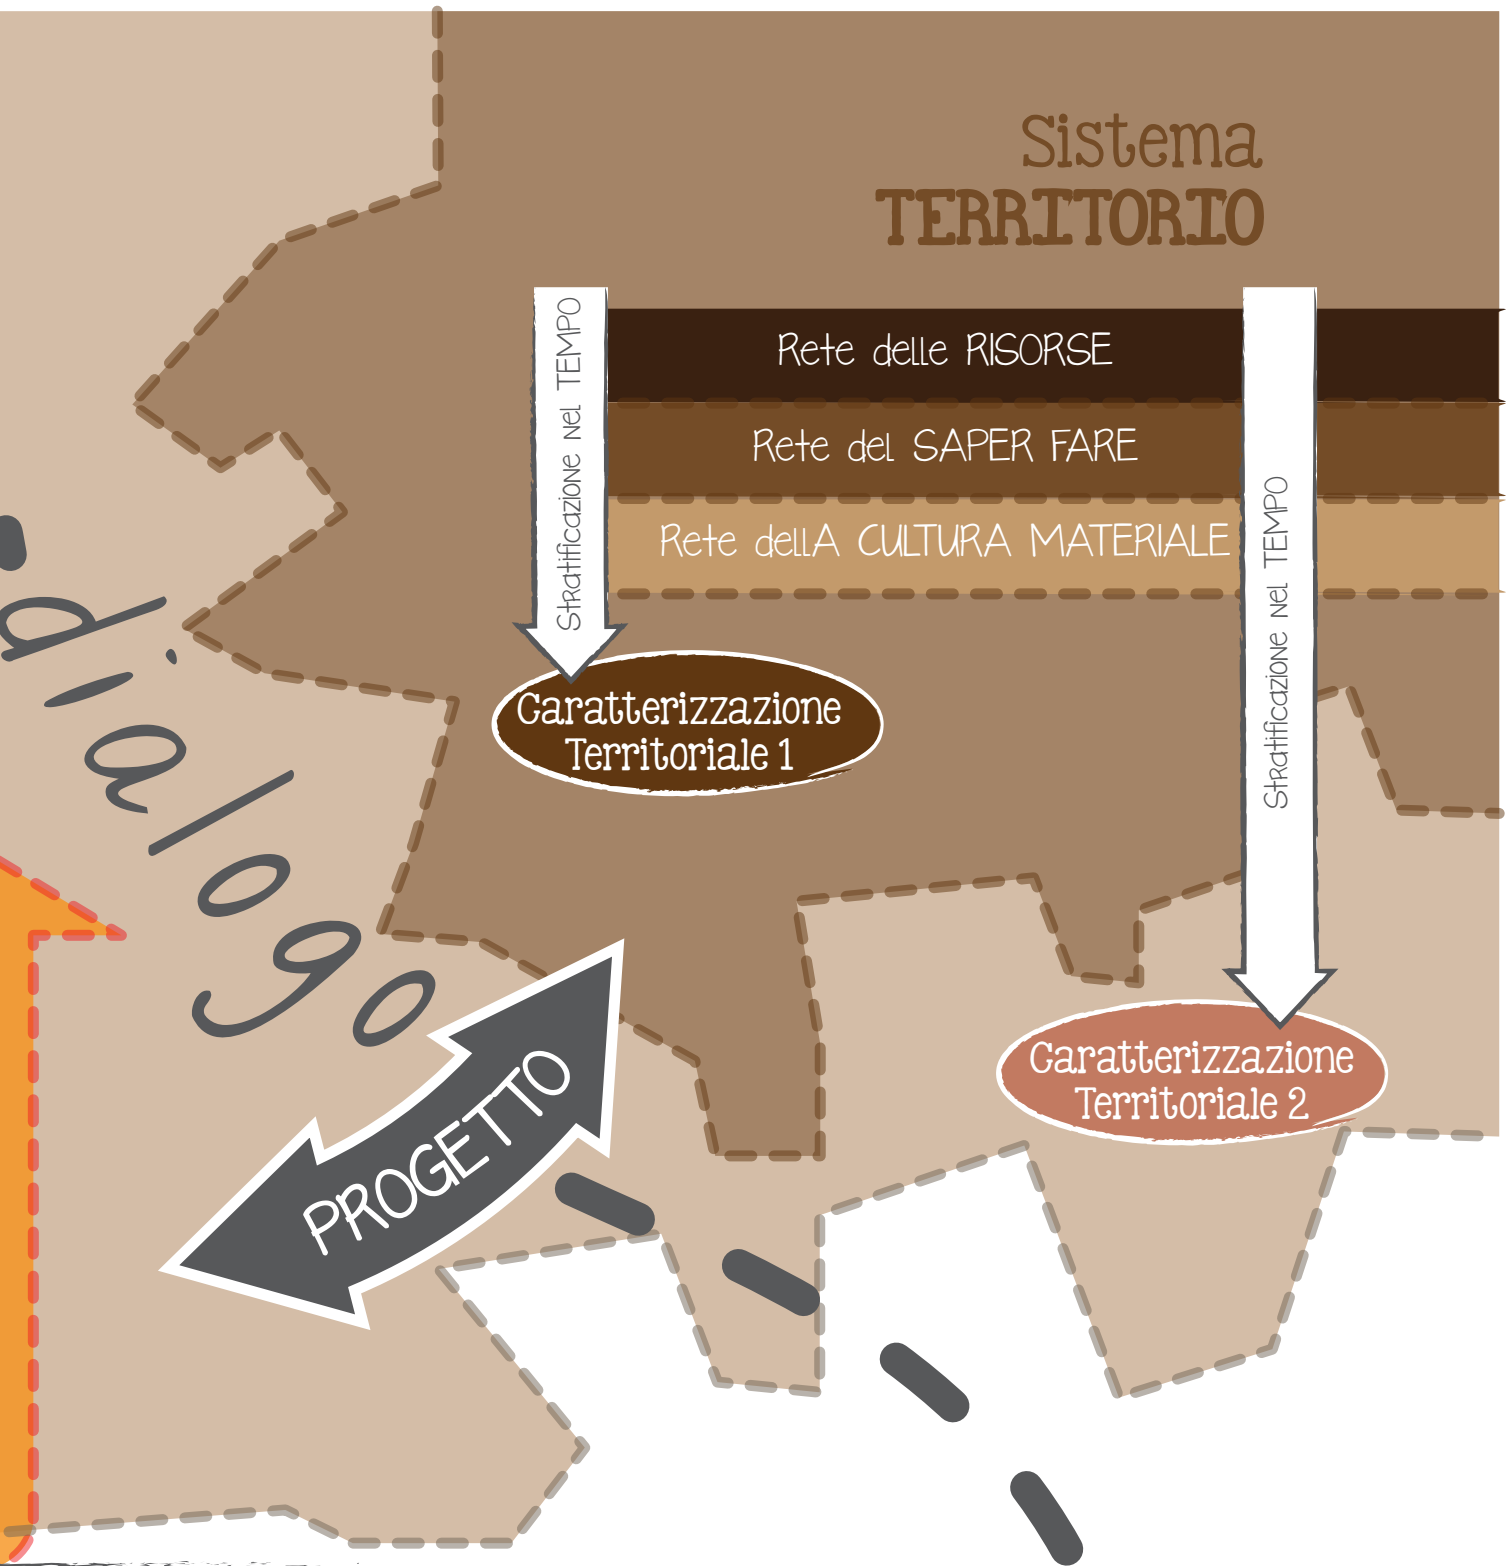 Sistema
TERRITORIO
Stratificazione nel TEMPO
Rete delle RISORSE
Rete del SAPER FARE
Rete dellA CULTURA MATERIALE
Stratificazione nel TEMPO
Caratterizzazione
Territoriale 1
dialogo
PROGETTO
Caratterizzazione
Territoriale 2